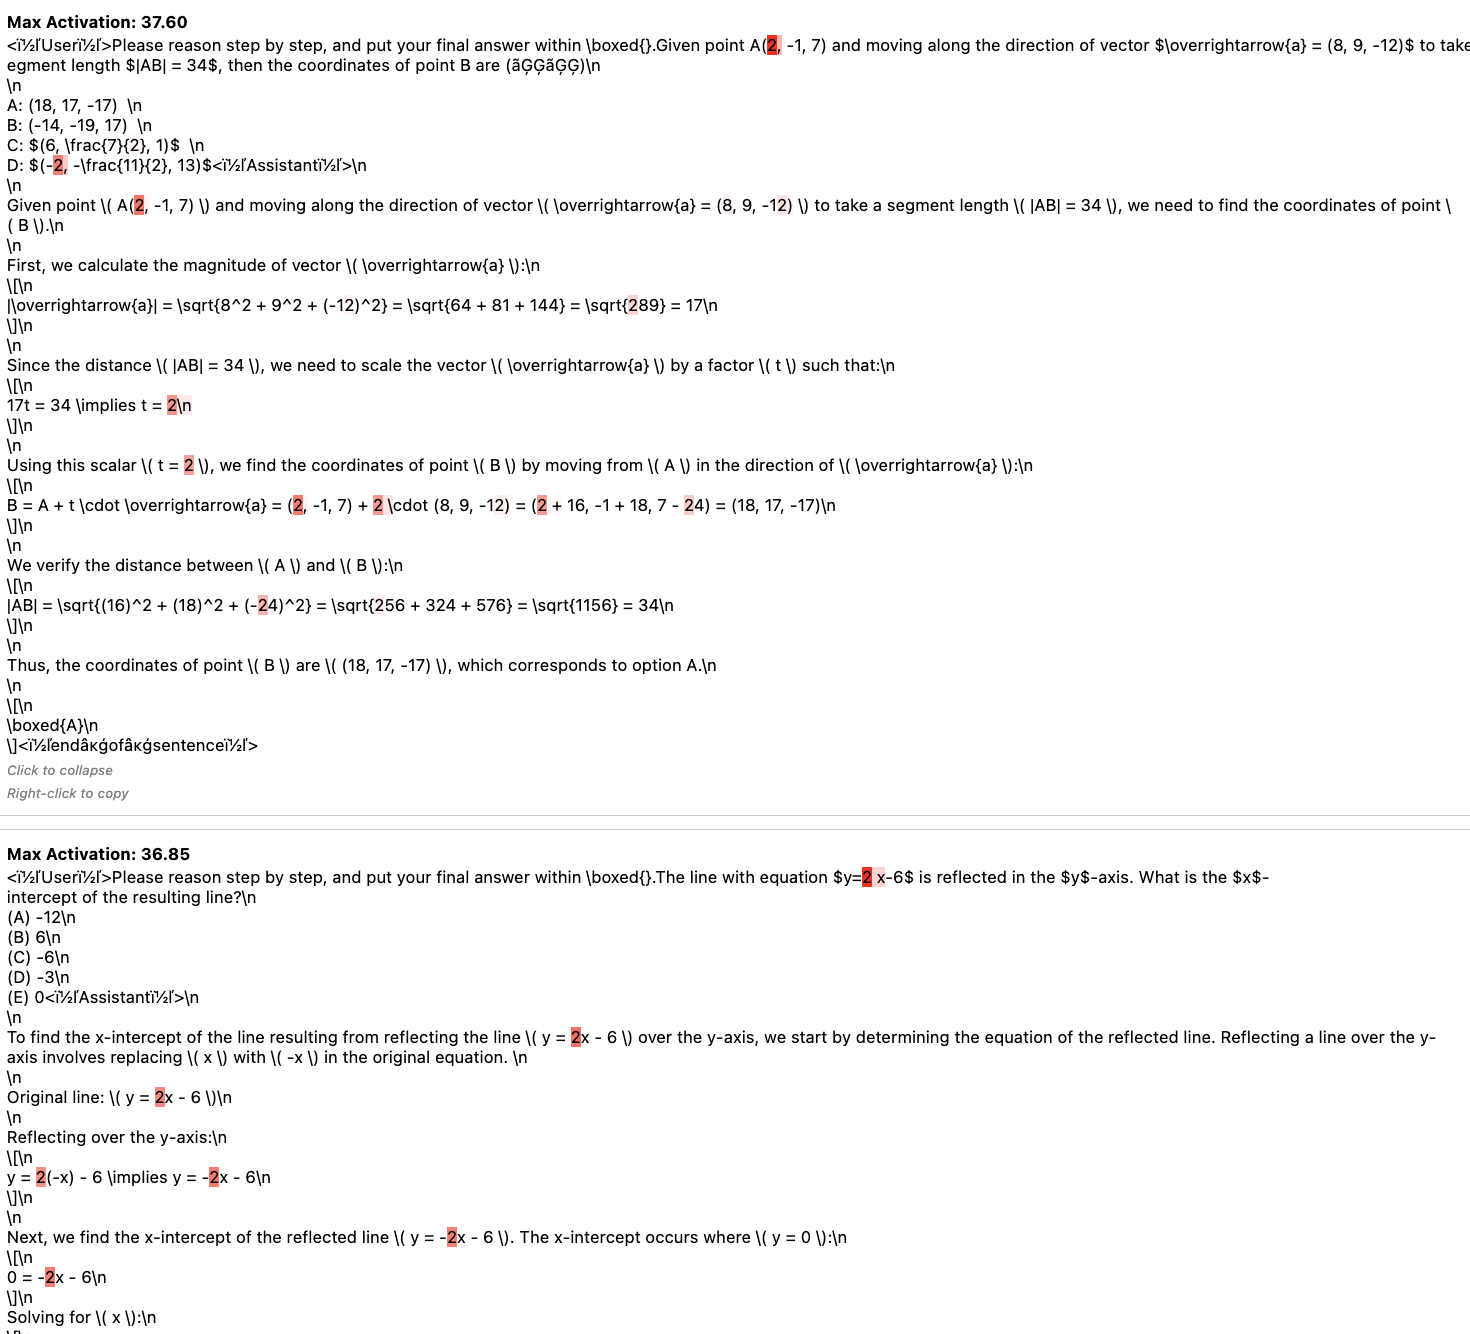 Max Activation: 37.60
<ï½ľUserï½ľ>Please reason step by step, and put your final answer within \boxed{}.Given point A(2, -1, 7) and moving along the direction of vector $\overrightarrow{a} = (8, 9, -12)$ to take
egment length $|AB| = 34$, then the coordinates of point B are (ãĢĢãĢĢ)\n
\n
A: (18, 17, -17)  \n
B: (-14, -19, 17)  \n
C: $(6, \frac{7}{2}, 1)$  \n
D: $(-2, -\frac{11}{2}, 13)$<ï½ľAssistantï½ľ>\n
\n
Given point \( A(2, -1, 7) \) and moving along the direction of vector \( \overrightarrow{a} = (8, 9, -12) \) to take a segment length \( |AB| = 34 \), we need to find the coordinates of point \
( B \).\n
\n
First, we calculate the magnitude of vector \( \overrightarrow{a} \):\n
\[\n
|\overrightarrow{a}| = \sqrt{8^2 + 9^2 + (-12)^2} = \sqrt{64 + 81 + 144} = \sqrt{289} = 17\n
\]\n
\n
Since the distance \( |AB| = 34 \), we need to scale the vector \( \overrightarrow{a} \) by a factor \( t \) such that:\n
\[\n
17t = 34 \implies t = 2\n
\]\n
\n
Using this scalar \( t = 2 \), we find the coordinates of point \( B \) by moving from \( A \) in the direction of \( \overrightarrow{a} \):\n
\[\n
B = A + t \cdot \overrightarrow{a} = (2, -1, 7) + 2 \cdot (8, 9, -12) = (2 + 16, -1 + 18, 7 - 24) = (18, 17, -17)\n
\]\n
\n
We verify the distance between \( A \) and \( B \):\n
\[\n
|AB| = \sqrt{(16)^2 + (18)^2 + (-24)^2} = \sqrt{256 + 324 + 576} = \sqrt{1156} = 34\n
\]\n
\n
Thus, the coordinates of point \( B \) are \( (18, 17, -17) \), which corresponds to option A.\n
\n
\[\n
\boxed{A}\n
\]<ï½ľendâĸģofâĸģsentenceï½ľ>
Click to collapse
Right-click to copy
Max Activation: 36.85
<ï½ľUserï½ľ>Please reason step by step, and put your final answer within \boxed{}.The line with equation $y=2 x-6$ is reflected in the $y$-axis. What is the $x$-
intercept of the resulting line?\n
(A) -12\n
(B) 6\n
(C) -6\n
(D) -3\n
(E) 0<ï½ľAssistantï½ľ>\n
\n
To find the x-intercept of the line resulting from reflecting the line \( y = 2x - 6 \) over the y-axis, we start by determining the equation of the reflected line. Reflecting a line over the y-
axis involves replacing \( x \) with \( -x \) in the original equation. \n
\n
Original line: \( y = 2x - 6 \)\n
\n
Reflecting over the y-axis:\n
\[\n
y = 2(-x) - 6 \implies y = -2x - 6\n
\]\n
\n
Next, we find the x-intercept of the reflected line \( y = -2x - 6 \). The x-intercept occurs where \( y = 0 \):\n
\[\n
0 = -2x - 6\n
\]\n
Solving for \( x \):\n